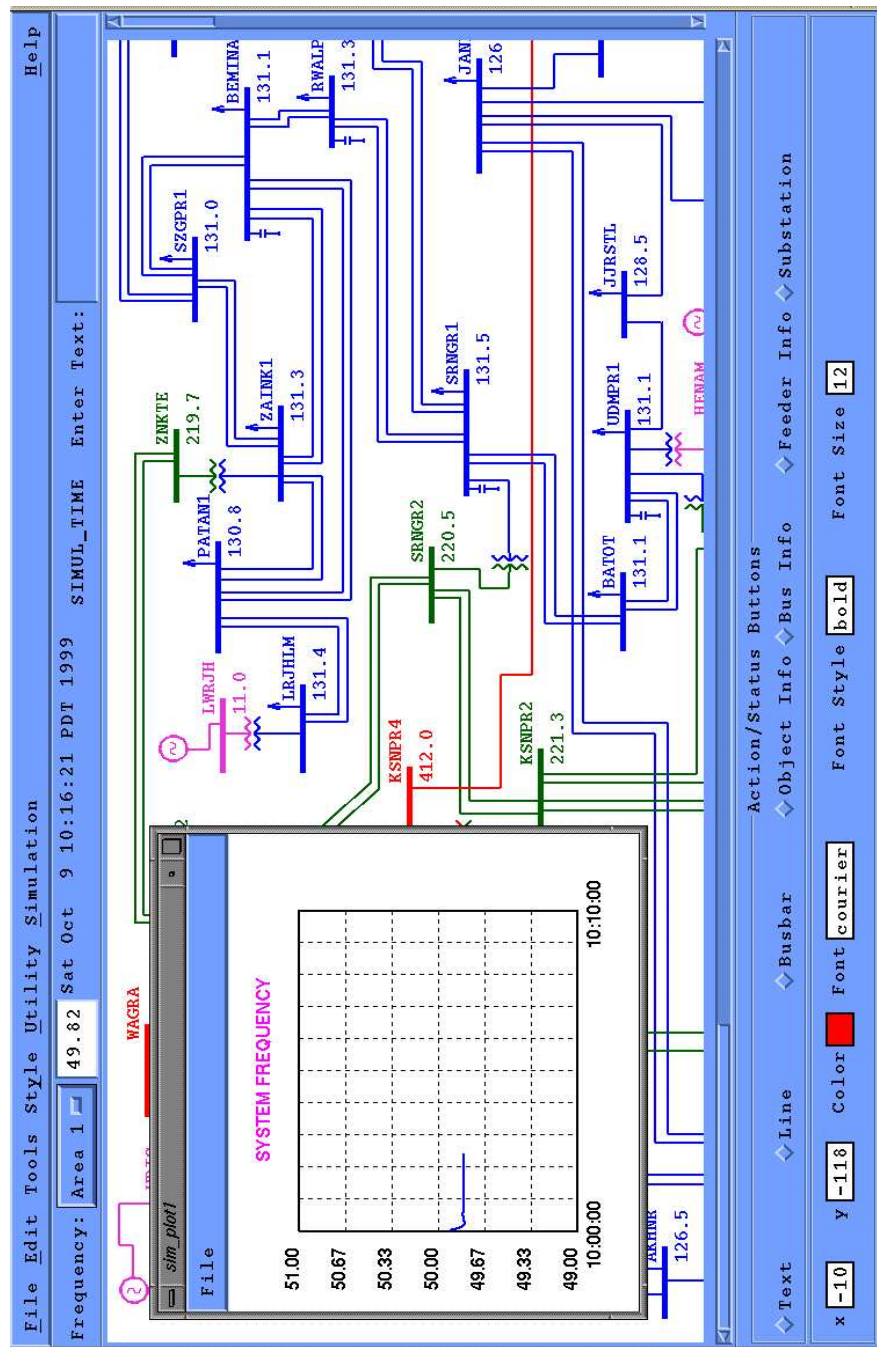 File Edit Tools Style Utility Simulation Help
Frequency: Area 1 49.82 Sat Oct 9 10:16:21 PDT 1999 SIMUL_TIME Enter Text:
WAGRA
LWRJH
11.0
LRJHLM
131.4
PATAN1
130.8
ZNKTE
219.7
ZAINK1
131.3
SZGPR1
131.0
BEMINA
131.1
RWALP
131.3
KSNPR4
412.0
SRNGR2
220.5
SRNGR1
131.5
JAN
126
KSNPR2
221.3
BATOT
131.1
UDMPR1
131.1
JJRSTL
128.5
HENAM
AKHNR
126.5
2
sim_plot1
File
SYSTEM FREQUENCY
51.00
50.67
50.33
50.00
49.67
49.33
49.00
10:00:00 10:10:00
Action/Status Buttons
Text Line Busbar Object Info Bus Info Feeder Info Substation
x -10 y -118 Color Font courier Font Style bold Font Size 12